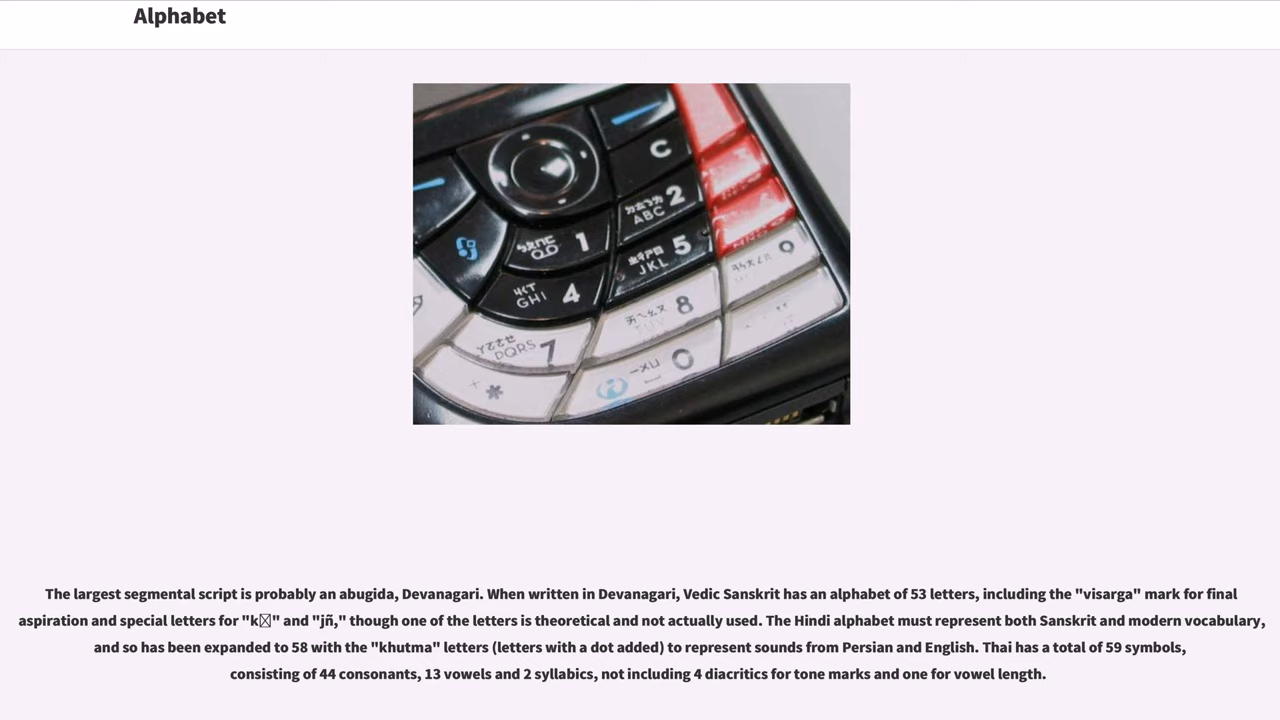 Alphabet
C
ABC 2
1
JKL 5
GHI 4
9
TUV 8
PQRS 7
0
+ *
The largest segmental script is probably an abugida, Devanagari. When written in Devanagari, Vedic Sanskrit has an alphabet of 53 letters, including the "visarga" mark for final
aspiration and special letters for "k□" and "jñ," though one of the letters is theoretical and not actually used. The Hindi alphabet must represent both Sanskrit and modern vocabulary,
and so has been expanded to 58 with the "khutma" letters (letters with a dot added) to represent sounds from Persian and English. Thai has a total of 59 symbols,
consisting of 44 consonants, 13 vowels and 2 syllabics, not including 4 diacritics for tone marks and one for vowel length.